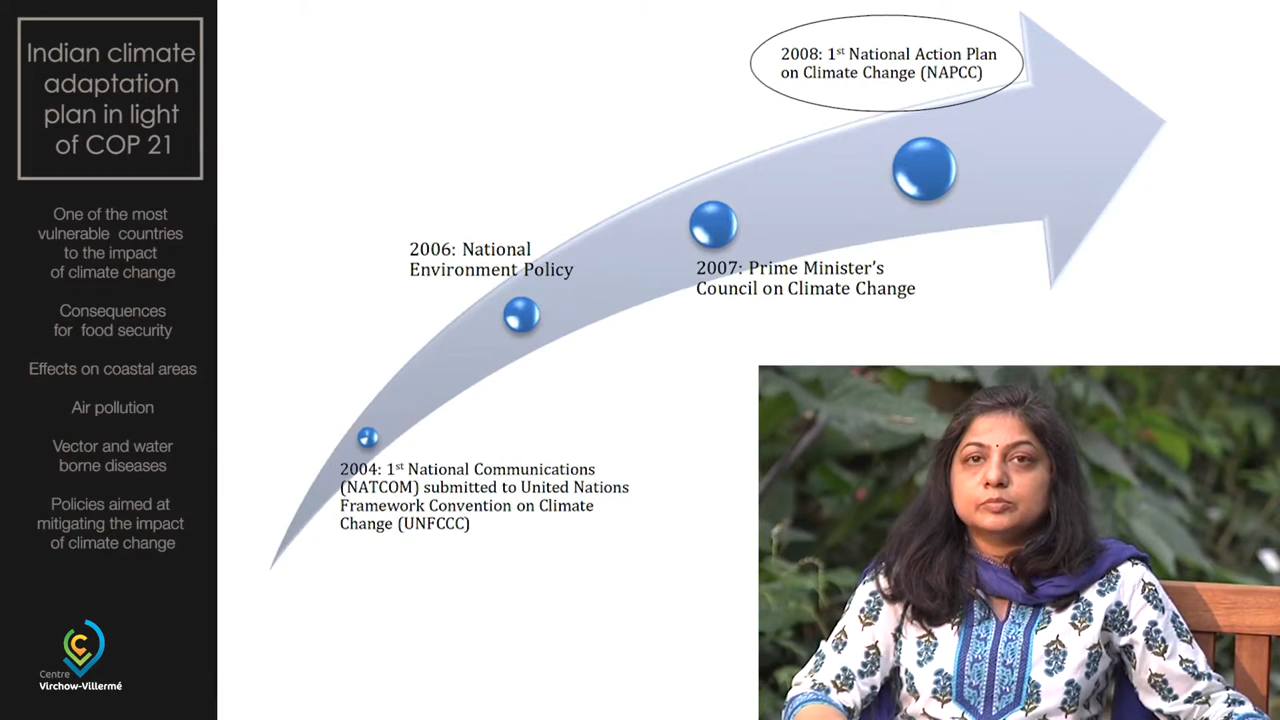 Indian climate
adaptation
plan in light
of COP 21
One of the most
vulnerable countries
to the impact
of climate change
Consequences
for food security
Effects on coastal areas
Air pollution
Vector and water
borne diseases
Policies aimed at
mitigating the impact
of climate change
Centre
Virchow-Villermé
2008: 1st National Action Plan
on Climate Change (NAPCC)
2006: National
Environment Policy
2007: Prime Minister’s
Council on Climate Change
2004: 1st National Communications
(NATCOM) submitted to United Nations
Framework Convention on Climate
Change (UNFCCC)